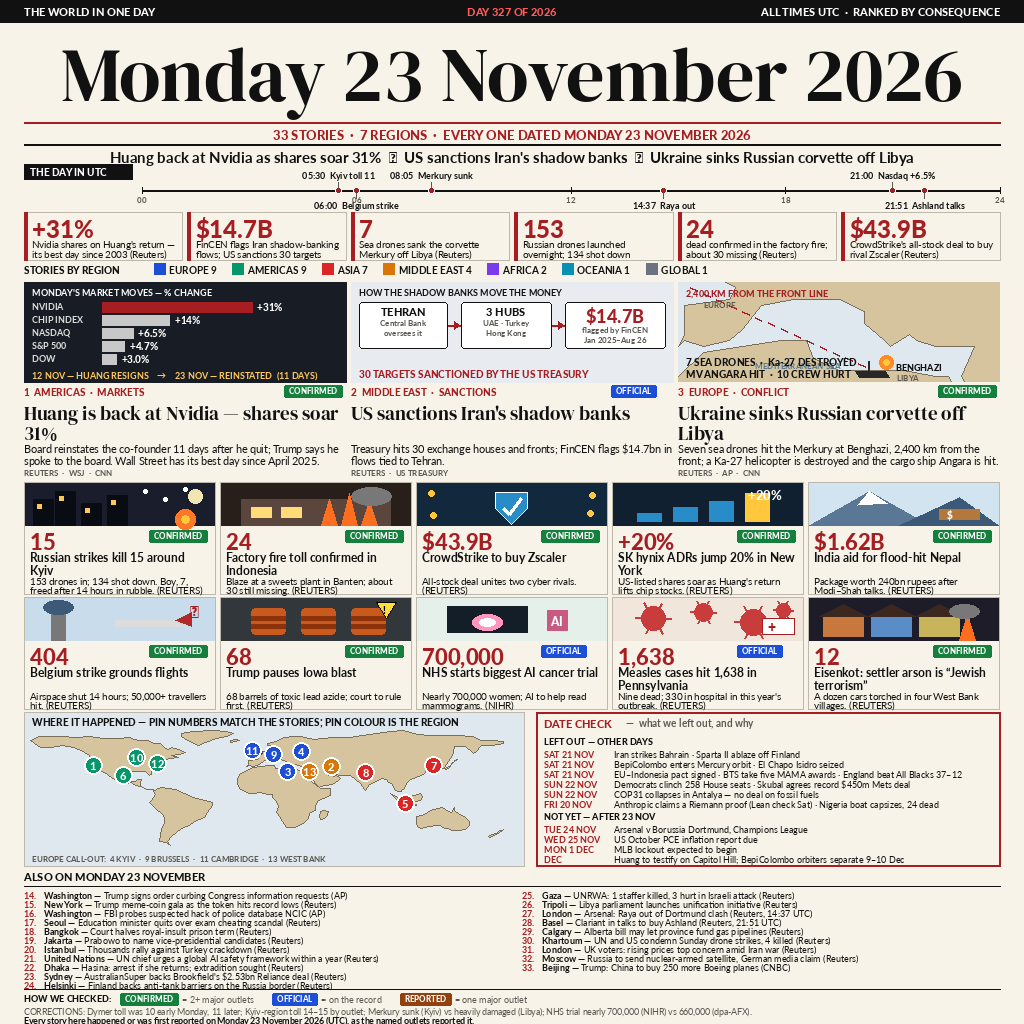 THE WORLD IN ONE DAY
DAY 327 OF 2026
ALL TIMES UTC · RANKED BY CONSEQUENCE
Monday 23 November 2026
33 STORIES · 7 REGIONS · EVERY ONE DATED MONDAY 23 NOVEMBER 2026
Huang back at Nvidia as shares soar 31% US sanctions Iran's shadow banks Ukraine sinks Russian corvette off Libya
THE DAY IN UTC
05:30 Kyiv toll 11
08:05 Merkury sunk
21:00 Nasdaq +6.5%
00 06 12 18 24
06:00 Belgium strike
14:37 Raya out
21:51 Ashland talks
+31%
Nvidia shares on Huang's return —
its best day since 2003 (Reuters)
$14.7B
FinCEN flags Iran shadow-banking
flows; US sanctions 30 targets
7
Sea drones sank the corvette
Merkury off Libya (Reuters)
153
Russian drones launched
overnight; 134 shot down
24
dead confirmed in the factory fire;
about 30 missing (Reuters)
$43.9B
CrowdStrike's all-stock deal to buy
rival Zscaler (Reuters)
STORIES BY REGION
EUROPE 9
AMERICAS 9
ASIA 7
MIDDLE EAST 4
AFRICA 2
OCEANIA 1
GLOBAL 1
MONDAY'S MARKET MOVES — % CHANGE
NVIDIA +31%
CHIP INDEX +14%
NASDAQ +6.5%
S&P 500 +4.7%
DOW +3.0%
12 NOV — HUANG RESIGNS → 23 NOV — REINSTATED (11 DAYS)
HOW THE SHADOW BANKS MOVE THE MONEY
TEHRAN
Central Bank
oversees it
3 HUBS
UAE · Turkey
Hong Kong
$14.7B
flagged by FinCEN
Jan 2025–Aug 26
30 TARGETS SANCTIONED BY THE US TREASURY
2,400 KM FROM THE FRONT LINE
EUROPE
MEDITERRANEAN SEA
7 SEA DRONES · Ka-27 DESTROYED
MV ANGARA HIT · 10 CREW HURT
BENGHAZI
LIBYA
1 AMERICAS · MARKETS
CONFIRMED
Huang is back at Nvidia — shares soar
31%
Board reinstates the co-founder 11 days after he quit; Trump says he
spoke to the board. Wall Street has its best day since April 2025.
REUTERS · WSJ · CNN
2 MIDDLE EAST · SANCTIONS
OFFICIAL
US sanctions Iran's shadow banks
Treasury hits 30 exchange houses and fronts; FinCEN flags $14.7bn in
flows tied to Tehran.
REUTERS · US TREASURY
3 EUROPE · CONFLICT
CONFIRMED
Ukraine sinks Russian corvette off
Libya
Seven sea drones hit the Merkury at Benghazi, 2,400 km from the
front; a Ka-27 helicopter is destroyed and the cargo ship Angara is hit.
REUTERS · AP · CNN
15
CONFIRMED
Russian strikes kill 15 around
Kyiv
153 drones in; 134 shot down. Boy, 7,
freed after 14 hours in rubble. (REUTERS)
24
CONFIRMED
Factory fire toll confirmed in
Indonesia
Blaze at a sweets plant in Banten; about
30 still missing. (REUTERS)
$43.9B
CONFIRMED
CrowdStrike to buy Zscaler
All-stock deal unites two cyber rivals.
(REUTERS)
+20%
+20%
CONFIRMED
SK hynix ADRs jump 20% in New
York
US-listed shares soar as Huang's return
lifts chip stocks. (REUTERS)
$
$1.62B
CONFIRMED
India aid for flood-hit Nepal
Package worth 240bn rupees after
Modi–Shah talks. (REUTERS)
404
CONFIRMED
Belgium strike grounds flights
Airspace shut 14 hours; 50,000+ travellers
hit. (REUTERS)
!
68
CONFIRMED
Trump pauses Iowa blast
68 barrels of toxic lead azide; court to rule
first. (REUTERS)
AI
700,000
OFFICIAL
NHS starts biggest AI cancer trial
Nearly 700,000 women; AI to help read
mammograms. (NIHR)
+
1,638
OFFICIAL
Measles cases hit 1,638 in
Pennsylvania
Nine dead; 330 in hospital in this year's
outbreak. (REUTERS)
12
CONFIRMED
Eisenkot: settler arson is “Jewish
terrorism”
A dozen cars torched in four West Bank
villages. (REUTERS)
WHERE IT HAPPENED — PIN NUMBERS MATCH THE STORIES; PIN COLOUR IS THE REGION
1 10 12 6 11 9 4 3 13 2 8 7 5
EUROPE CALL-OUT: 4 KYIV · 9 BRUSSELS · 11 CAMBRIDGE · 13 WEST BANK
DATE CHECK — what we left out, and why
LEFT OUT — OTHER DAYS
SAT 21 NOV Iran strikes Bahrain · Sparta II ablaze off Finland
SAT 21 NOV BepiColombo enters Mercury orbit · El Chapo Isidro seized
SAT 21 NOV EU–Indonesia pact signed · BTS take five MAMA awards · England beat All Blacks 37–12
SUN 22 NOV Democrats clinch 258 House seats · Skubal agrees record $450m Mets deal
SUN 22 NOV COP31 collapses in Antalya — no deal on fossil fuels
FRI 20 NOV Anthropic claims a Riemann proof (Lean check Sat) · Nigeria boat capsizes, 24 dead
NOT YET — AFTER 23 NOV
TUE 24 NOV Arsenal v Borussia Dortmund, Champions League
WED 25 NOV US October PCE inflation report due
MON 1 DEC MLB lockout expected to begin
DEC Huang to testify on Capitol Hill; BepiColombo orbiters separate 9–10 Dec
ALSO ON MONDAY 23 NOVEMBER
14. Washington — Trump signs order curbing Congress information requests (AP)
15. New York — Trump meme-coin gala as the token hits record lows (Reuters)
16. Washington — FBI probes suspected hack of police database NCIC (AP)
17. Seoul — Education minister quits over exam cheating scandal (Reuters)
18. Bangkok — Court halves royal-insult prison term (Reuters)
19. Jakarta — Prabowo to name vice-presidential candidates (Reuters)
20. Istanbul — Thousands rally against Turkey crackdown (Reuters)
21. United Nations — UN chief urges a global AI safety framework within a year (Reuters)
22. Dhaka — Hasina: arrest if she returns; extradition sought (Reuters)
23. Sydney — AustralianSuper backs Brookfield's $2.53bn Reliance deal (Reuters)
24. Helsinki — Finland backs anti-tank barriers on the Russia border (Reuters)
25. Gaza — UNRWA: 1 staffer killed, 3 hurt in Israeli attack (Reuters)
26. Tripoli — Libya parliament launches unification initiative (Reuters)
27. London — Arsenal: Raya out of Dortmund clash (Reuters, 14:37 UTC)
28. Basel — Clariant in talks to buy Ashland (Reuters, 21:51 UTC)
29. Calgary — Alberta bill may let province fund gas pipelines (Reuters)
30. Khartoum — UN and US condemn Sunday drone strikes, 4 killed (Reuters)
31. London — UK voters: rising prices top concern amid Iran war (Reuters)
32. Moscow — Russia to send nuclear-armed satellite, German media claim (Reuters)
33. Beijing — Trump: China to buy 250 more Boeing planes (CNBC)
HOW WE CHECKED: CONFIRMED = 2+ major outlets OFFICIAL = on the record REPORTED = one major outlet
CORRECTIONS: Dymer toll was 10 early Monday, 11 later; Kyiv-region toll 14–15 by outlet; Merkury sunk (Kyiv) vs heavily damaged (Libya); NHS trial nearly 700,000 (NIHR) vs 660,000 (dpa-AFX).
Every story here happened or was first reported on Monday 23 November 2026 (UTC), as the named outlets reported it.